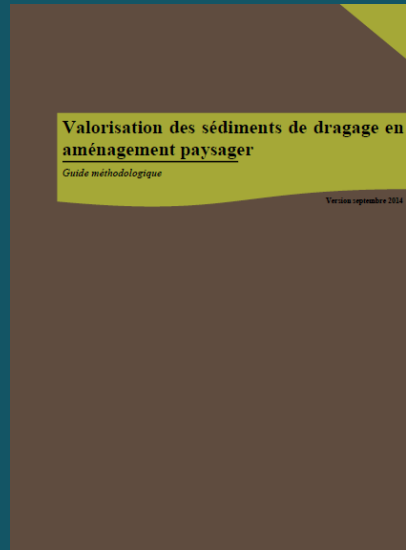 Valorisation des sédiments de dragage en
aménagement paysager
Guide méthodologique
Version septembre 2014